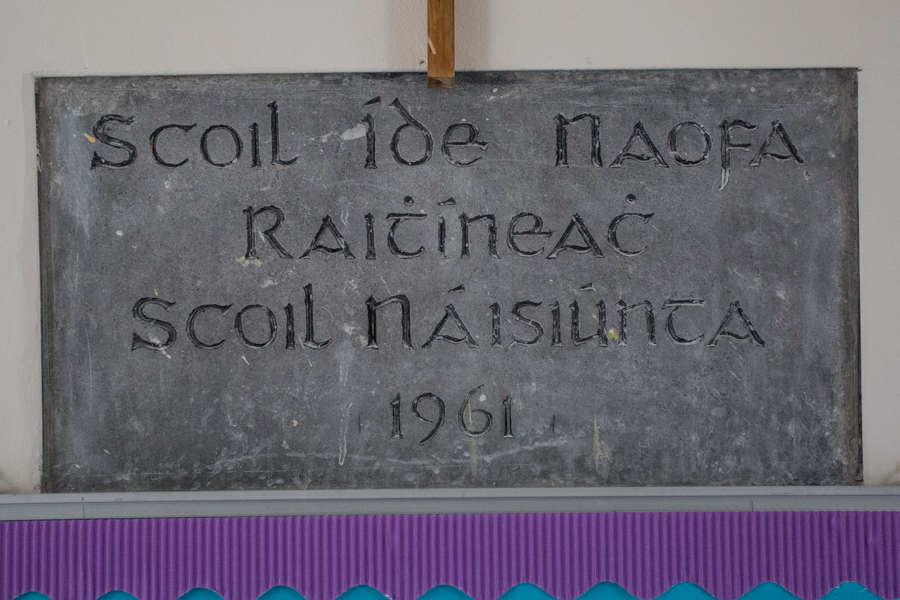 Scoil Íde Naofa
Raiṫíneaċ
Scoil Náisiúnta
1961